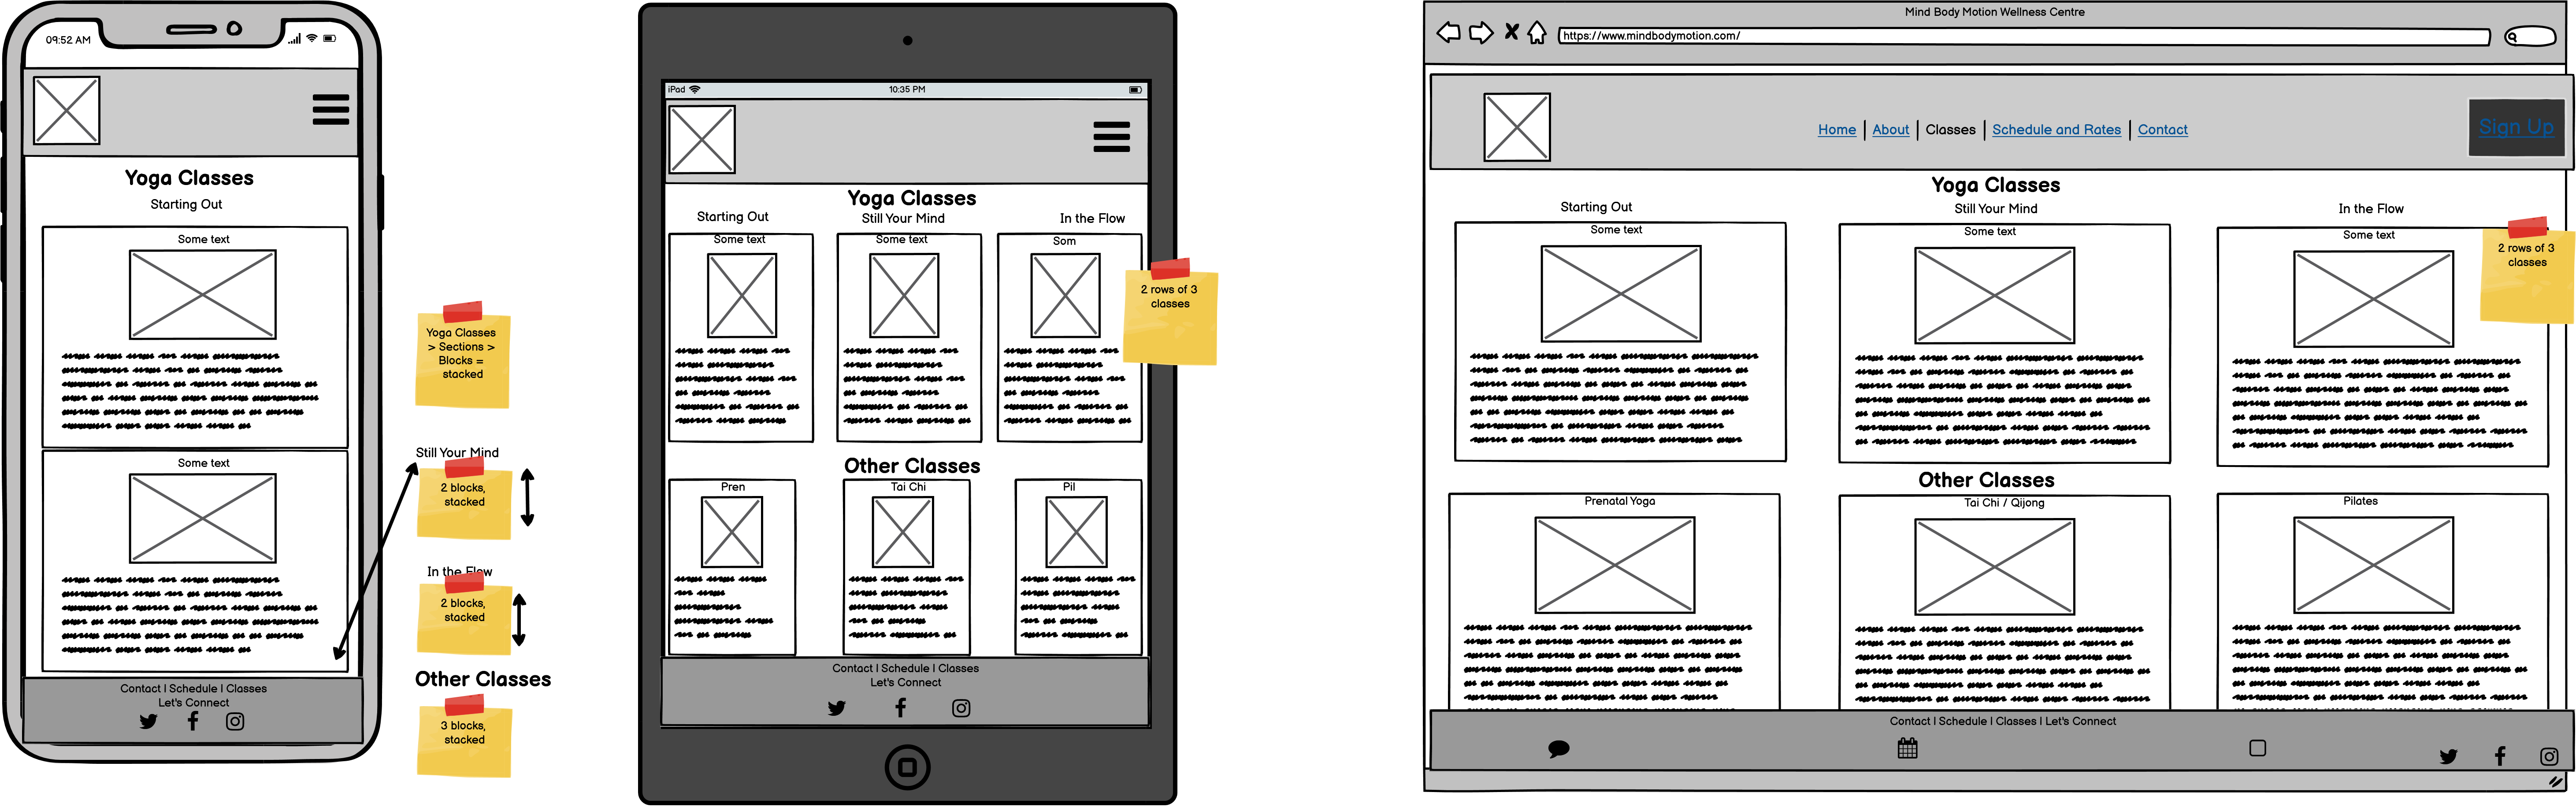 09:52 AM
Yoga Classes
Starting Out
Some text
Some text
Contact | Schedule | Classes
Let's Connect
Yoga Classes
> Sections >
Blocks =
stacked
Still Your Mind
2 blocks,
stacked
In the Flow
2 blocks,
stacked
Other Classes
3 blocks,
stacked
iPad
10:35 PM
Yoga Classes
Starting Out
Still Your Mind
In the Flow
Some text
Some text
Som
2 rows of 3
classes
Other Classes
Pren
Tai Chi
Pil
Contact | Schedule | Classes
Let's Connect
Mind Body Motion Wellness Centre
https://www.mindbodymotion.com/
Home | About | Classes | Schedule and Rates | Contact
Sign Up
Yoga Classes
Starting Out
Still Your Mind
In the Flow
Some text
Some text
Some text
2 rows of 3
classes
Other Classes
Prenatal Yoga
Tai Chi / Qijong
Pilates
Contact | Schedule | Classes | Let's Connect